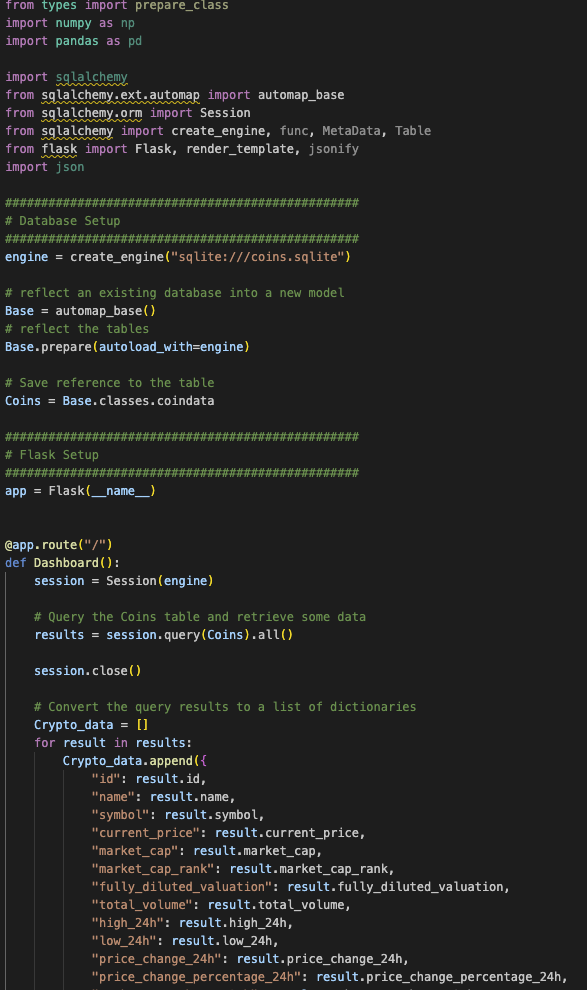 from types import prepare_class
import numpy as np
import pandas as pd
import sqlalchemy
from sqlalchemy.ext.automap import automap_base
from sqlalchemy.orm import Session
from sqlalchemy import create_engine, func, MetaData, Table
from flask import Flask, render_template, jsonify
import json
#################################################
# Database Setup
#################################################
engine = create_engine("sqlite:///coins.sqlite")
# reflect an existing database into a new model
Base = automap_base()
# reflect the tables
Base.prepare(autoload_with=engine)
# Save reference to the table
Coins = Base.classes.coindata
#################################################
# Flask Setup
#################################################
app = Flask(__name__)
@app.route("/")
def Dashboard():
    session = Session(engine)
    # Query the Coins table and retrieve some data
    results = session.query(Coins).all()
    session.close()
    # Convert the query results to a list of dictionaries
    Crypto_data = []
    for result in results:
        Crypto_data.append({
            "id": result.id,
            "name": result.name,
            "symbol": result.symbol,
            "current_price": result.current_price,
            "market_cap": result.market_cap,
            "market_cap_rank": result.market_cap_rank,
            "fully_diluted_valuation": result.fully_diluted_valuation,
            "total_volume": result.total_volume,
            "high_24h": result.high_24h,
            "low_24h": result.low_24h,
            "price_change_24h": result.price_change_24h,
            "price_change_percentage_24h": result.price_change_percentage_24h,